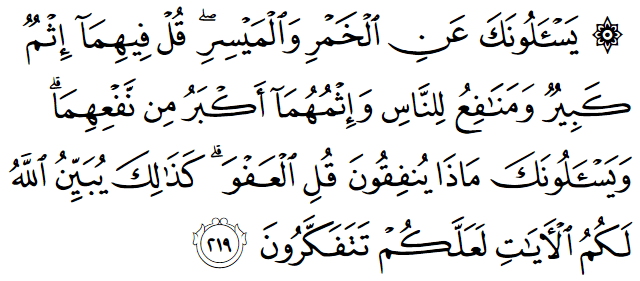 ۞ يَسْـَٔلُونَكَ عَنِ ٱلْخَمْرِ وَٱلْمَيْسِرِ ۖ قُلْ فِيهِمَآ إِثْمٌ
كَبِيرٌ وَمَنَـٰفِعُ لِلنَّاسِ وَإِثْمُهُمَآ أَكْبَرُ مِن نَّفْعِهِمَا ۗ
وَيَسْـَٔلُونَكَ مَاذَا يُنفِقُونَ قُلِ ٱلْعَفْوَ ۗ كَذَٰلِكَ يُبَيِّنُ ٱللَّهُ
لَكُمُ ٱلْـَٔايَـٰتِ لَعَلَّكُمْ تَتَفَكَّرُونَ ٢١٩